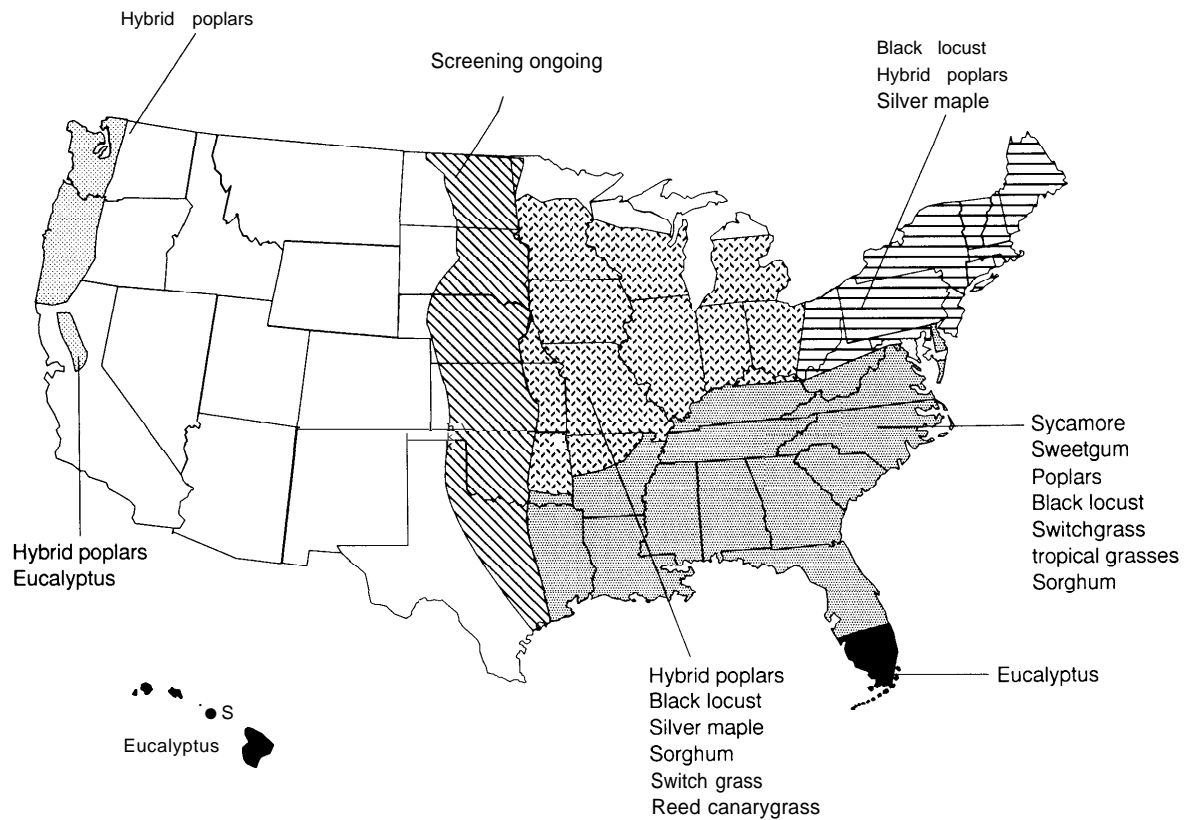 Hybrid poplars
Screening ongoing
Black locust
Hybrid poplars
Silver maple
Sycamore
Sweetgum
Poplars
Black locust
Switchgrass
tropical grasses
Sorghum
Hybrid poplars
Eucalyptus
Hybrid poplars
Black locust
Silver maple
Sorghum
Switch grass
Reed canarygrass
Eucalyptus
S
Eucalyptus